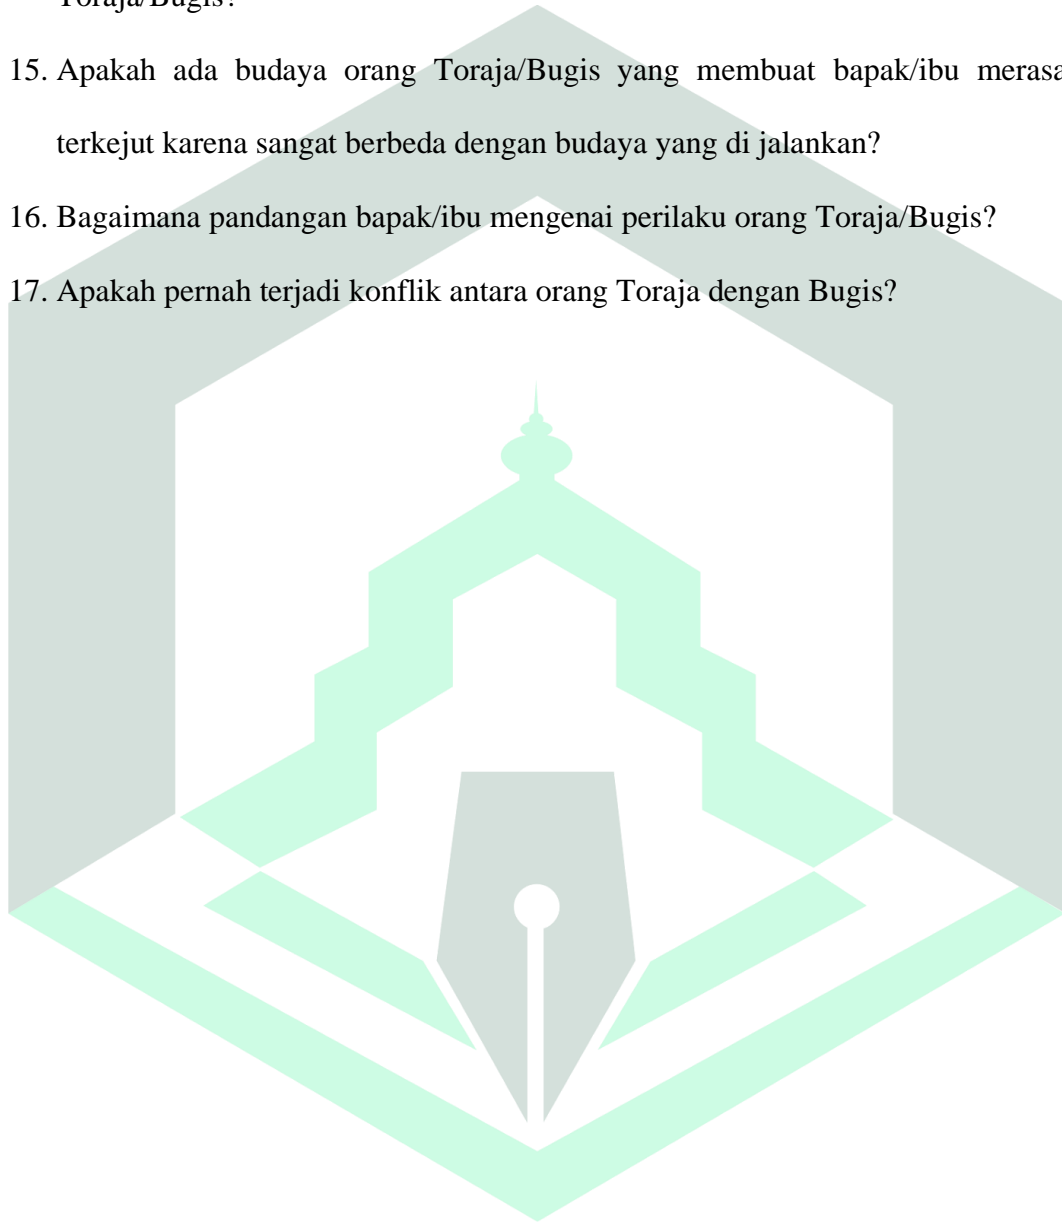 Toraja/Bugis?
15. Apakah ada budaya orang Toraja/Bugis yang membuat bapak/ibu merasa
terkejut karena sangat berbeda dengan budaya yang di jalankan?
16. Bagaimana pandangan bapak/ibu mengenai perilaku orang Toraja/Bugis?
17. Apakah pernah terjadi konflik antara orang Toraja dengan Bugis?